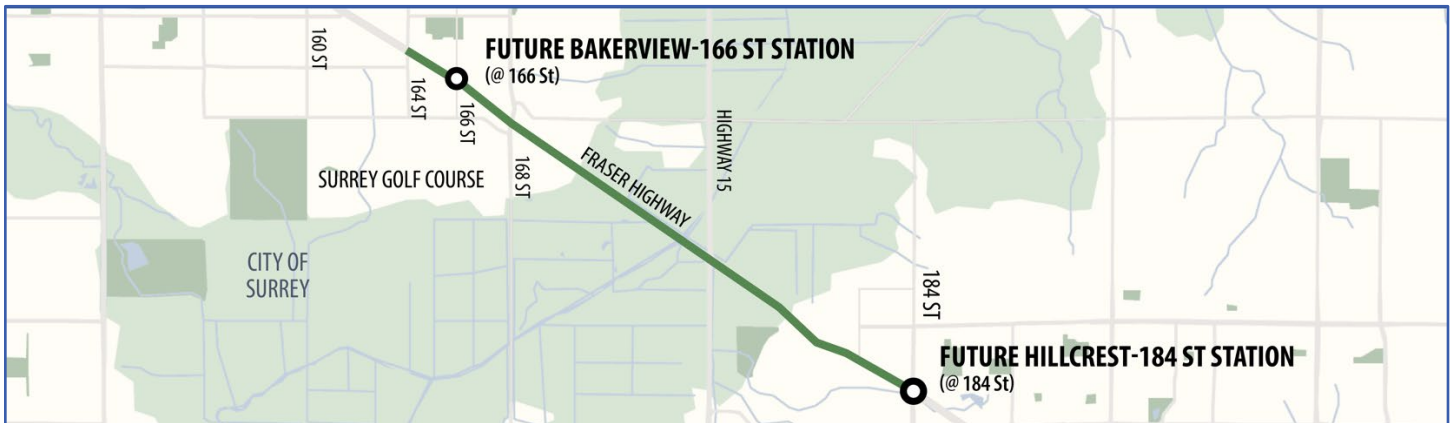 160 ST
FUTURE BAKERVIEW-166 ST STATION
(@ 166 St)
164 ST
166 ST
HIGHWAY 15
168 ST
SURREY GOLF COURSE
FRASER HIGHWAY
CITY OF
SURREY
184 ST
FUTURE HILLCREST-184 ST STATION
(@ 184 St)